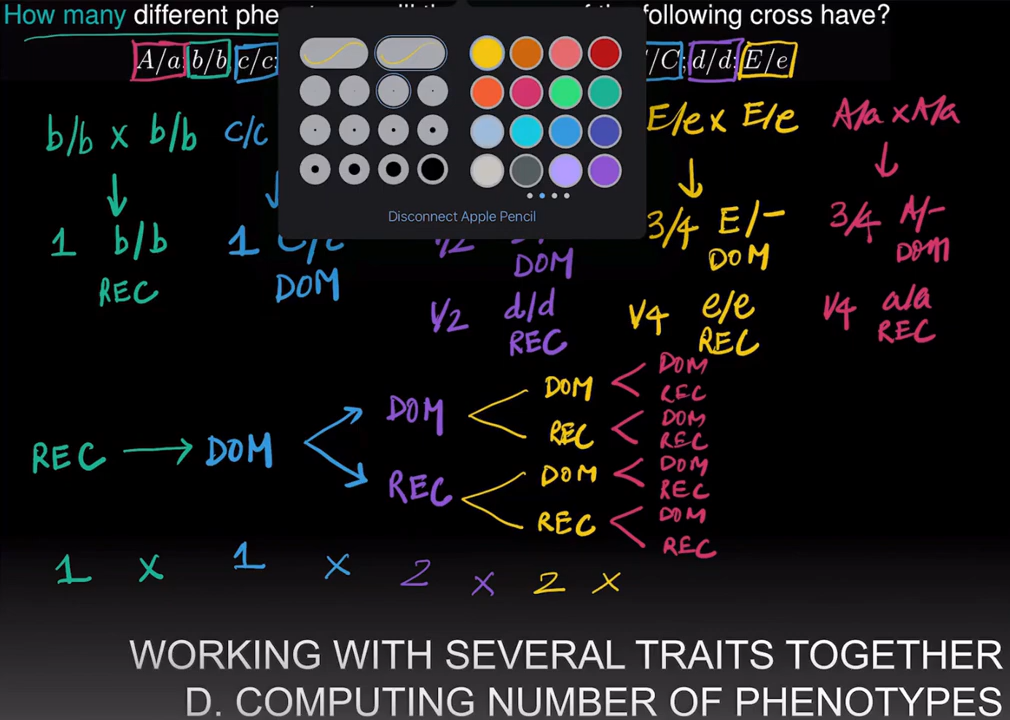 How many different phe the following cross have?
A/a; b/b c/c; /C; d/d; E/e
b/b x b/b c/c E/e x E/e A/a x A/a
1 b/b 1 C/c 1/2 3/4 E/- 3/4 A/-
REC DOM DOM DOM DOM
1/2 d/d 1/4 e/e 1/4 a/a
REC REC REC
Disconnect Apple Pencil
REC DOM DOM DOM DOM
REC
REC DOM
REC
REC DOM DOM
REC
REC DOM
REC
1 x 1 x 2 x 2 x
WORKING WITH SEVERAL TRAITS TOGETHER
D. COMPUTING NUMBER OF PHENOTYPES